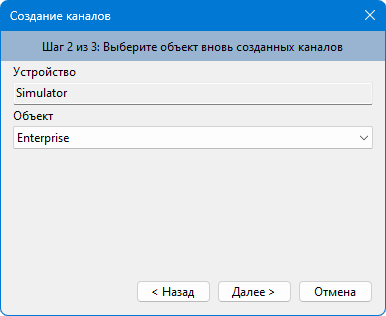 Создание каналов
Шаг 2 из 3: Выберите объект вновь созданных каналов
Устройство
Simulator
Объект
Enterprise
< Назад
Далее >
Отмена